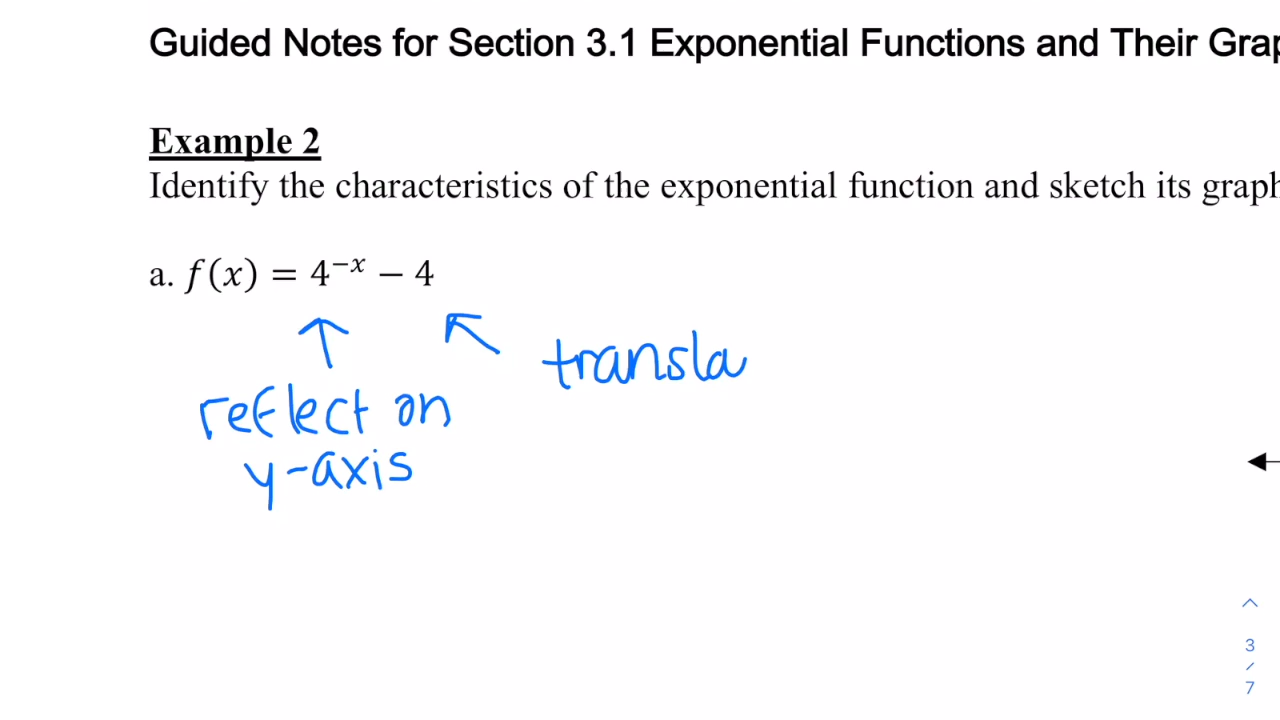 Guided Notes for Section 3.1 Exponential Functions and Their Grap
Example 2
Identify the characteristics of the exponential function and sketch its graph
a. f(x) = 4⁻ˣ − 4
transla
reflect on
y-axis
3
/
7